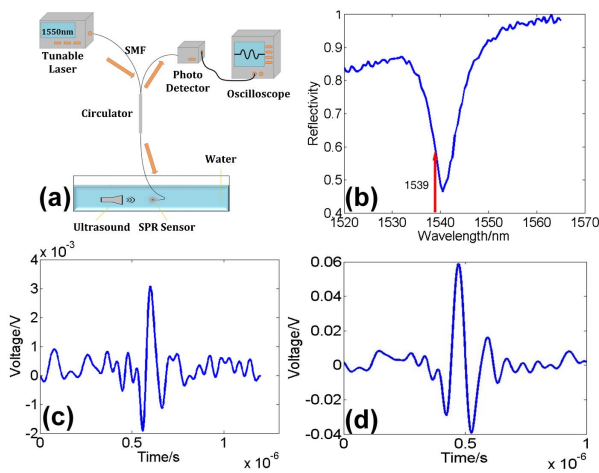 1550nm
Tunable
Laser
SMF
Photo
Detector
Oscilloscope
Circulator
Water
(a)
Ultrasound
SPR Sensor
Reflectivity
1
0.9
0.8
0.7
0.6
0.5
0.4
1539
(b)
1520 1530 1540 1550 1560 1570
Wavelength/nm
x 10⁻³
Voltage/V
4
3
2
1
0
-1
-2
(c)
0 0.5 1
Time/s
x 10⁻⁶
Voltage/V
0.06
0.04
0.02
0
-0.02
-0.04
(d)
0 0.5 1
Time/s
x 10⁻⁶